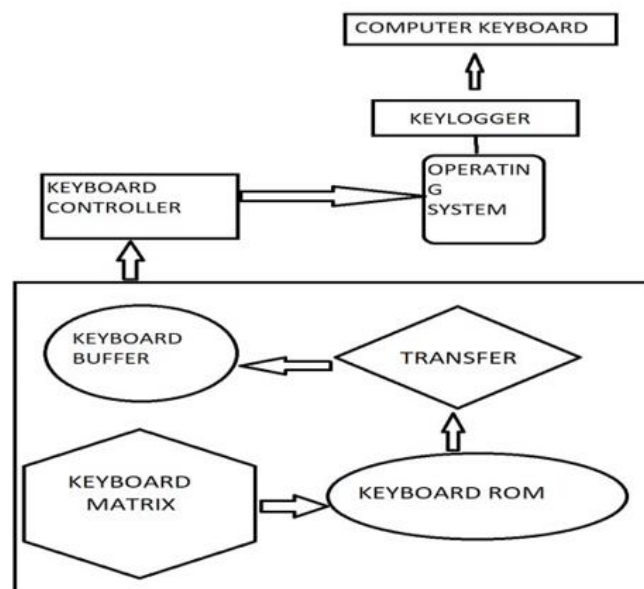 COMPUTER KEYBOARD
KEYLOGGER
OPERATIN
G
SYSTEM
KEYBOARD
CONTROLLER
KEYBOARD
BUFFER
TRANSFER
KEYBOARD
MATRIX
KEYBOARD ROM